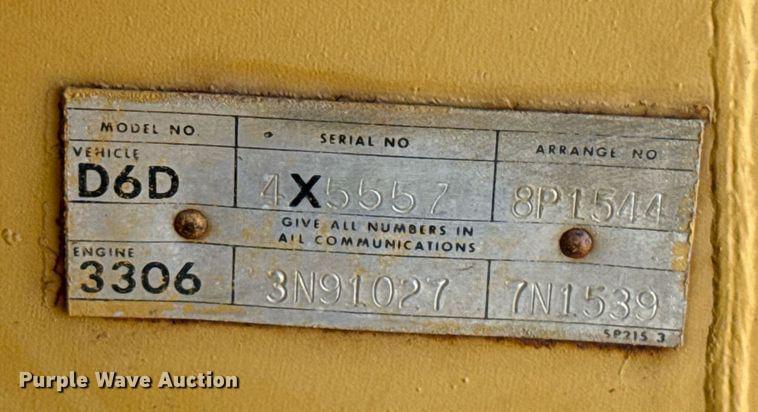 MODEL NO. SERIAL NO ARRANGE NO
VEHICLE
D6D 4X5557 8P1544
GIVE ALL NUMBERS IN
ALL COMMUNICATIONS
ENGINE
3306 3N91027 7N1539
5P215 3
Purple Wave Auction